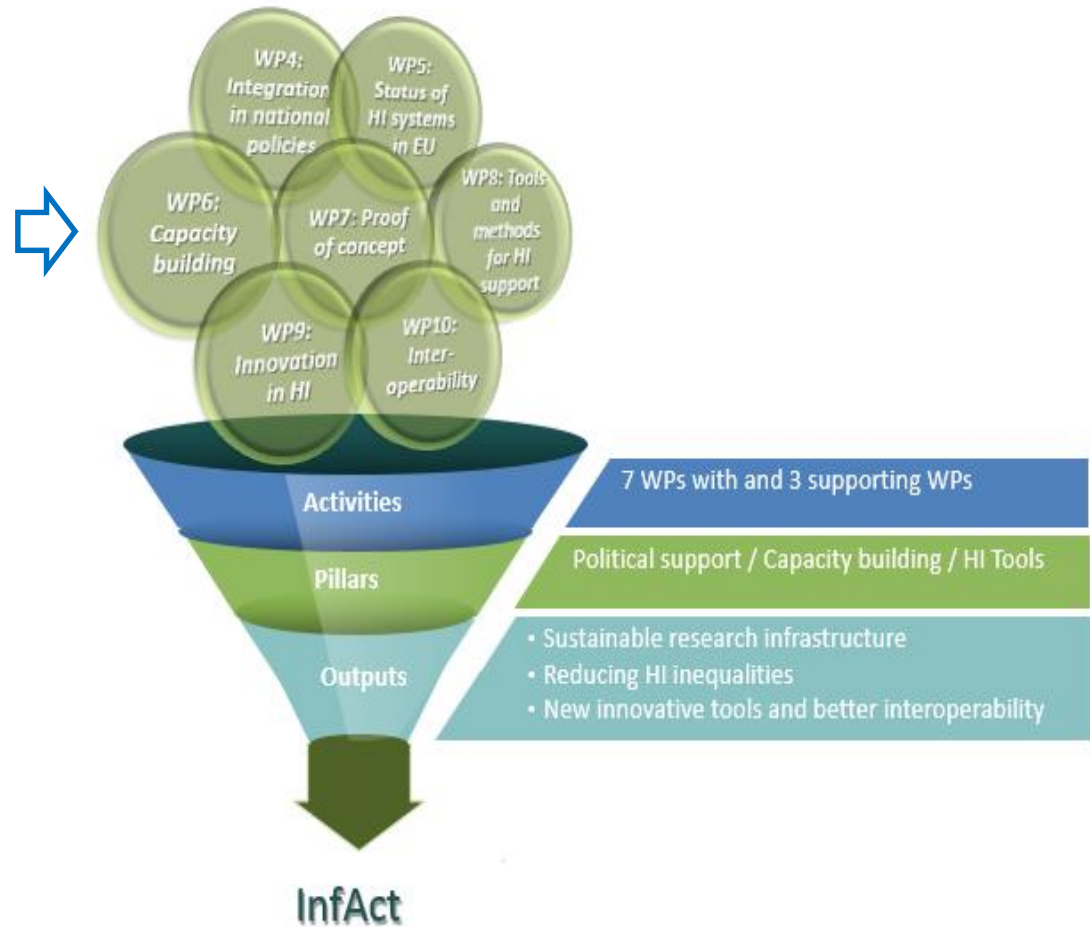 WP4:
Integration
in national
policies
WP5:
Status of
HI systems
in EU
WP6:
Capacity
building
WP7: Proof
of concept
WP8: Tools
and
methods
for HI
support
WP9:
Innovation
in HI
WP10:
Inter-
operability
Activities
7 WPs with and 3 supporting WPs
Pillars
Political support / Capacity building / HI Tools
Outputs
• Sustainable research infrastructure
• Reducing HI inequalities
• New innovative tools and better interoperability
InfAct